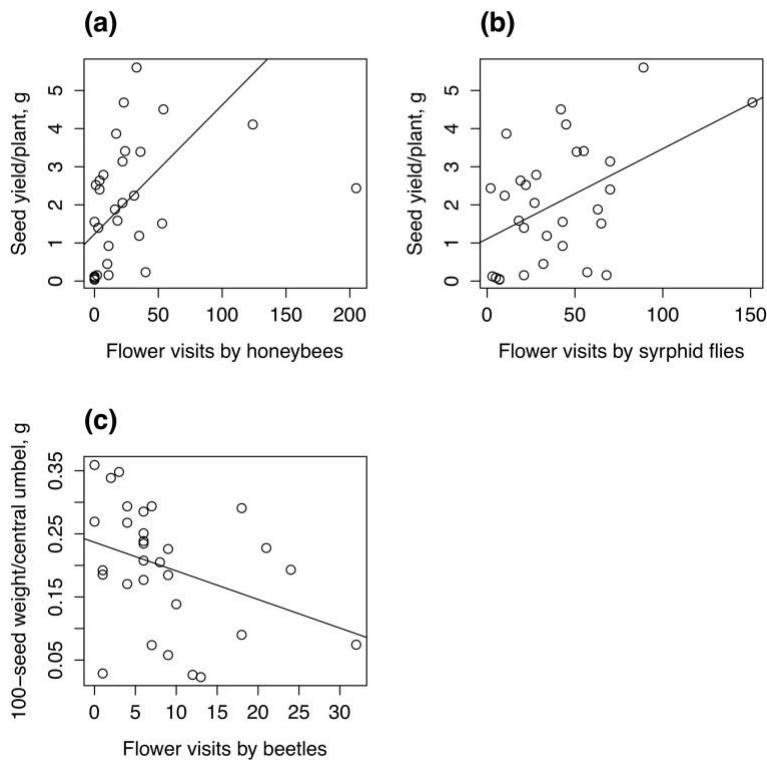 (a)
Seed yield/plant, g
5
4
3
2
1
0
0 50 100 150 200
Flower visits by honeybees
(b)
Seed yield/plant, g
5
4
3
2
1
0
0 50 100 150
Flower visits by syrphid flies
(c)
100−seed weight/central umbel, g
0.35
0.25
0.15
0.05
0 5 10 15 20 25 30
Flower visits by beetles